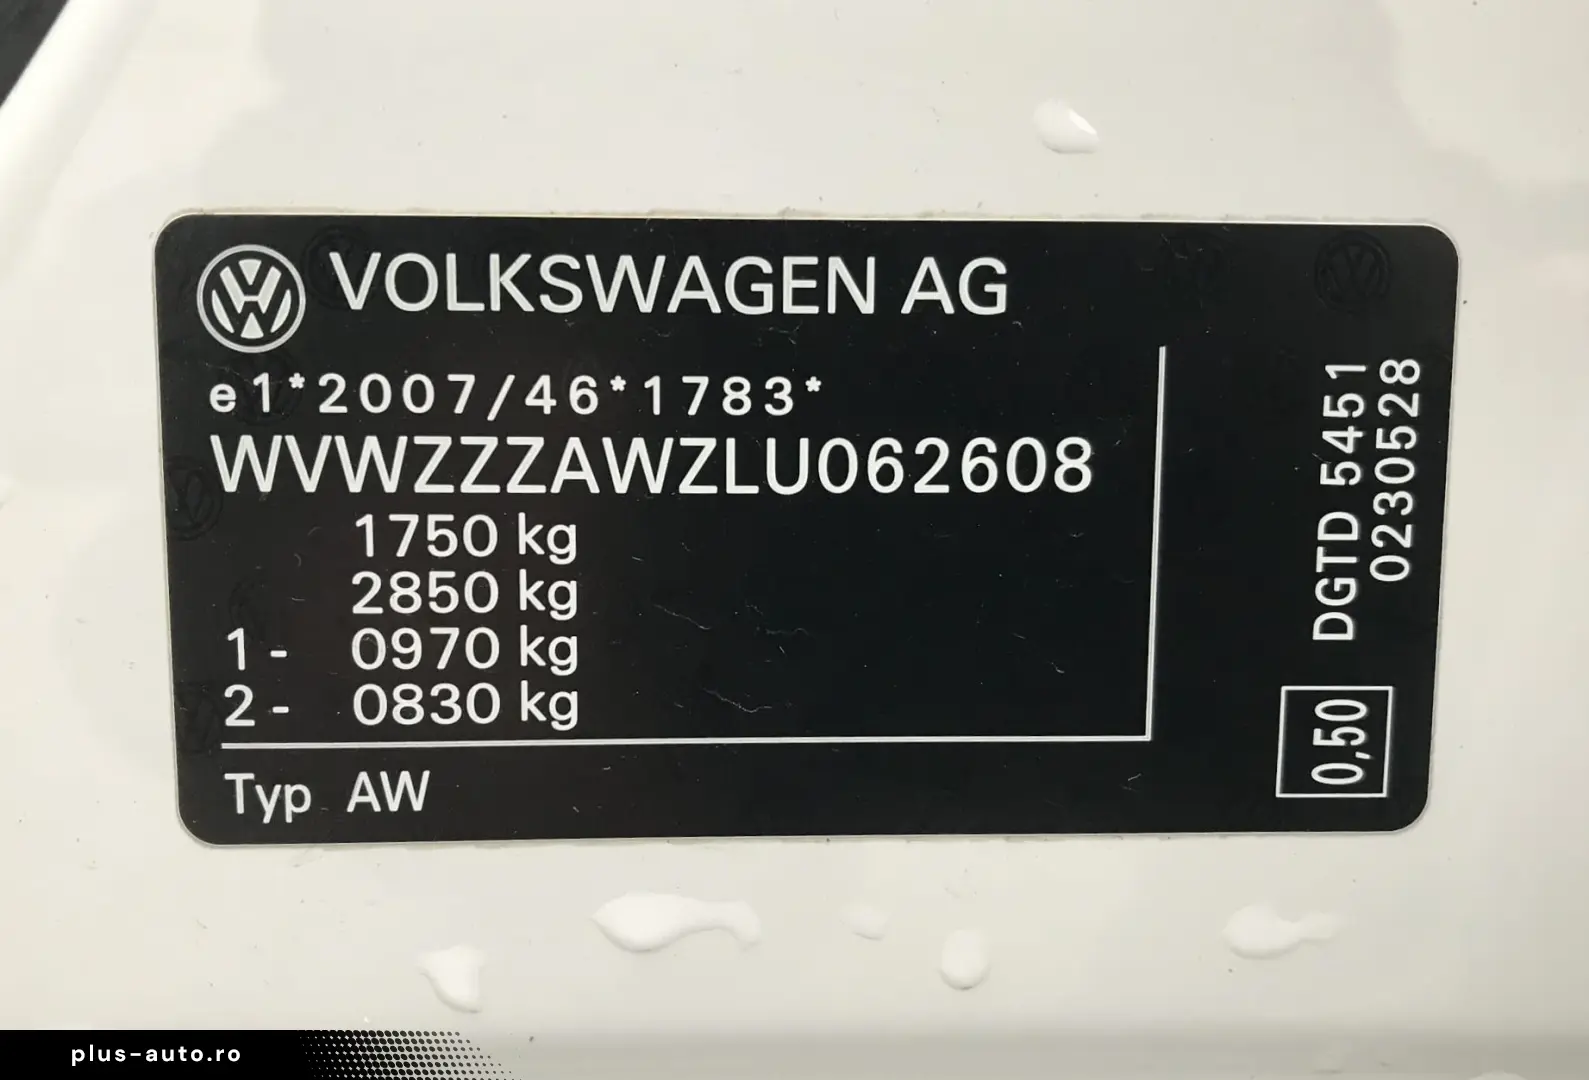 VOLKSWAGEN AG
e1*2007/46*1783*
WVWZZZAWZLU062608
1750 kg
2850 kg
1 - 0970 kg
2 - 0830 kg
Typ AW
DGTD 5451
0230528
0,50
plus-auto.ro